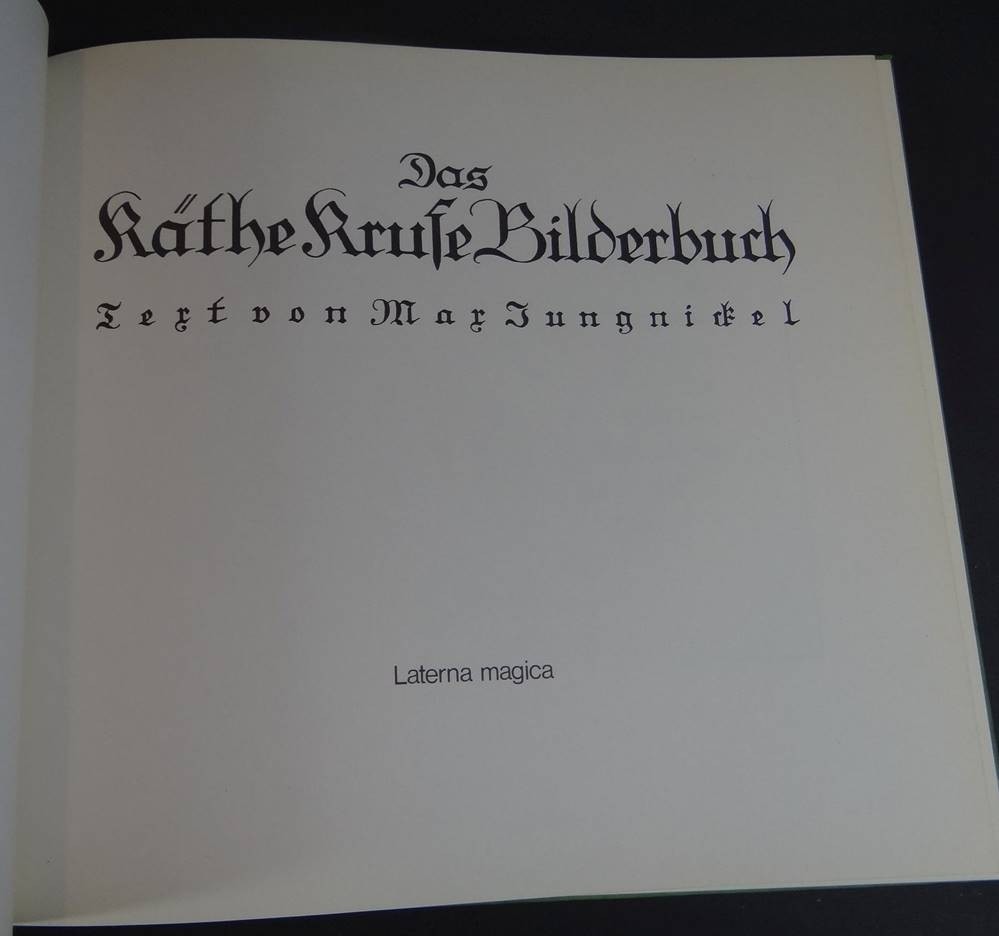 Das
Käthe Kruſe Bilderbuch
Text von Max Jungnickel
Laterna magica